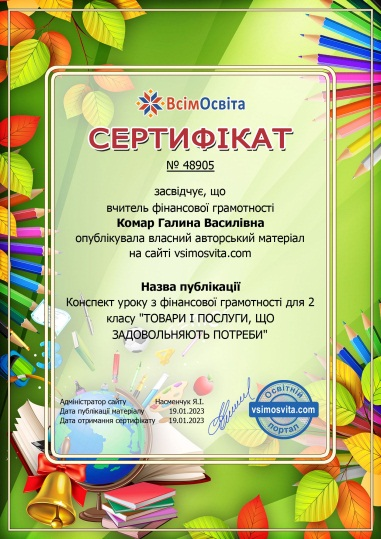 ВсімОсвіта
СЕРТИФІКАТ
№ 48905
засвідчує, що
вчитель фінансової грамотності
Комар Галина Василівна
опублікувала власний авторський матеріал
на сайті vsimosvita.com
Назва публікації
Конспект уроку з фінансової грамотності для 2
класу "ТОВАРИ І ПОСЛУГИ, ЩО
ЗАДОВОЛЬНЯЮТЬ ПОТРЕБИ"
Адміністратор сайту Насменчук Я.І.
Дата публікації матеріалу 19.01.2023
Дата отримання сертифікату 19.01.2023
Освітній
vsimosvita.com
портал